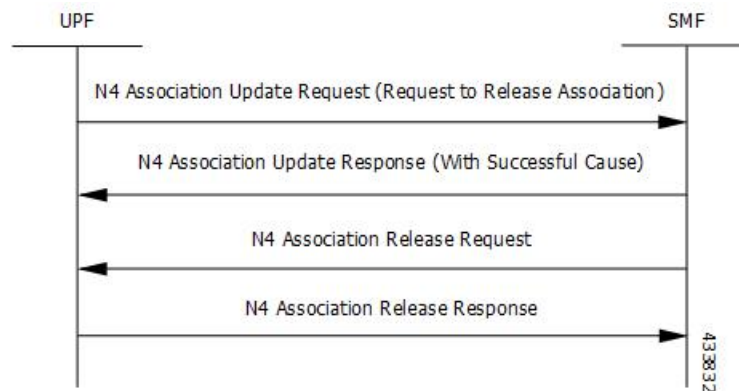 UPF
SMF
N4 Association Update Request (Request to Release Association)
N4 Association Update Response (With Successful Cause)
N4 Association Release Request
N4 Association Release Response
433832